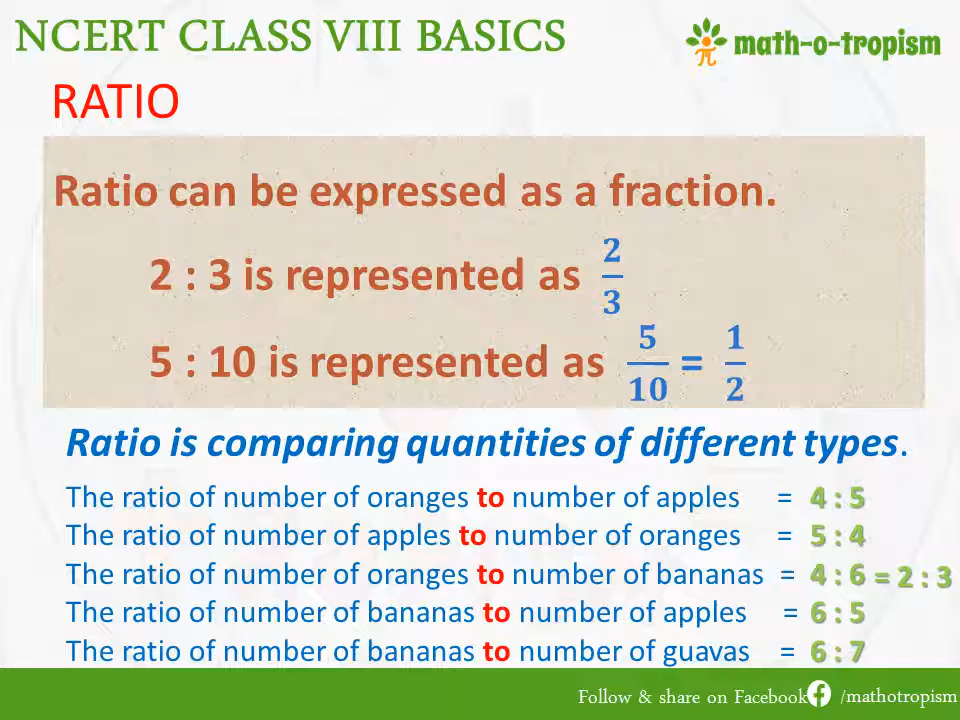 NCERT CLASS VIII BASICS
math-o-tropism
RATIO
Ratio can be expressed as a fraction.
2 : 3 is represented as 2/3
5 : 10 is represented as 5/10 = 1/2
Ratio is comparing quantities of different types.
The ratio of number of oranges to number of apples = 4 : 5
The ratio of number of apples to number of oranges = 5 : 4
The ratio of number of oranges to number of bananas = 4 : 6 = 2 : 3
The ratio of number of bananas to number of apples = 6 : 5
The ratio of number of bananas to number of guavas = 6 : 7
Follow & share on Facebook /mathotropism